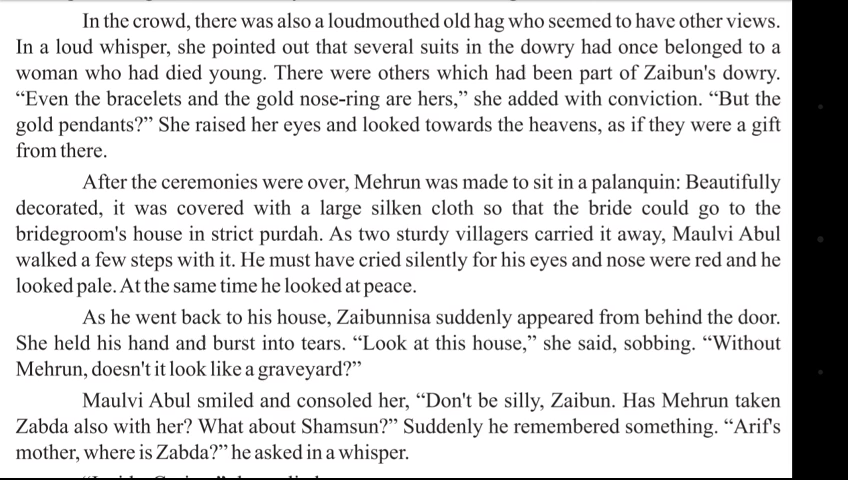 In the crowd, there was also a loudmouthed old hag who seemed to have other views.
In a loud whisper, she pointed out that several suits in the dowry had once belonged to a
woman who had died young. There were others which had been part of Zaibun's dowry.
“Even the bracelets and the gold nose-ring are hers,” she added with conviction. “But the
gold pendants?” She raised her eyes and looked towards the heavens, as if they were a gift
from there.
After the ceremonies were over, Mehrun was made to sit in a palanquin: Beautifully
decorated, it was covered with a large silken cloth so that the bride could go to the
bridegroom's house in strict purdah. As two sturdy villagers carried it away, Maulvi Abul
walked a few steps with it. He must have cried silently for his eyes and nose were red and he
looked pale. At the same time he looked at peace.
As he went back to his house, Zaibunnisa suddenly appeared from behind the door.
She held his hand and burst into tears. “Look at this house,” she said, sobbing. “Without
Mehrun, doesn't it look like a graveyard?”
Maulvi Abul smiled and consoled her, “Don't be silly, Zaibun. Has Mehrun taken
Zabda also with her? What about Shamsun?” Suddenly he remembered something. “Arif's
mother, where is Zabda?” he asked in a whisper.